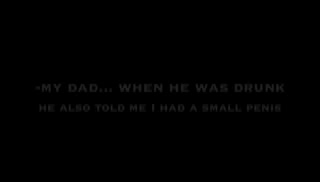 -MY DAD... WHEN HE WAS DRUNK
HE ALSO TOLD ME I HAD A SMALL PENIS